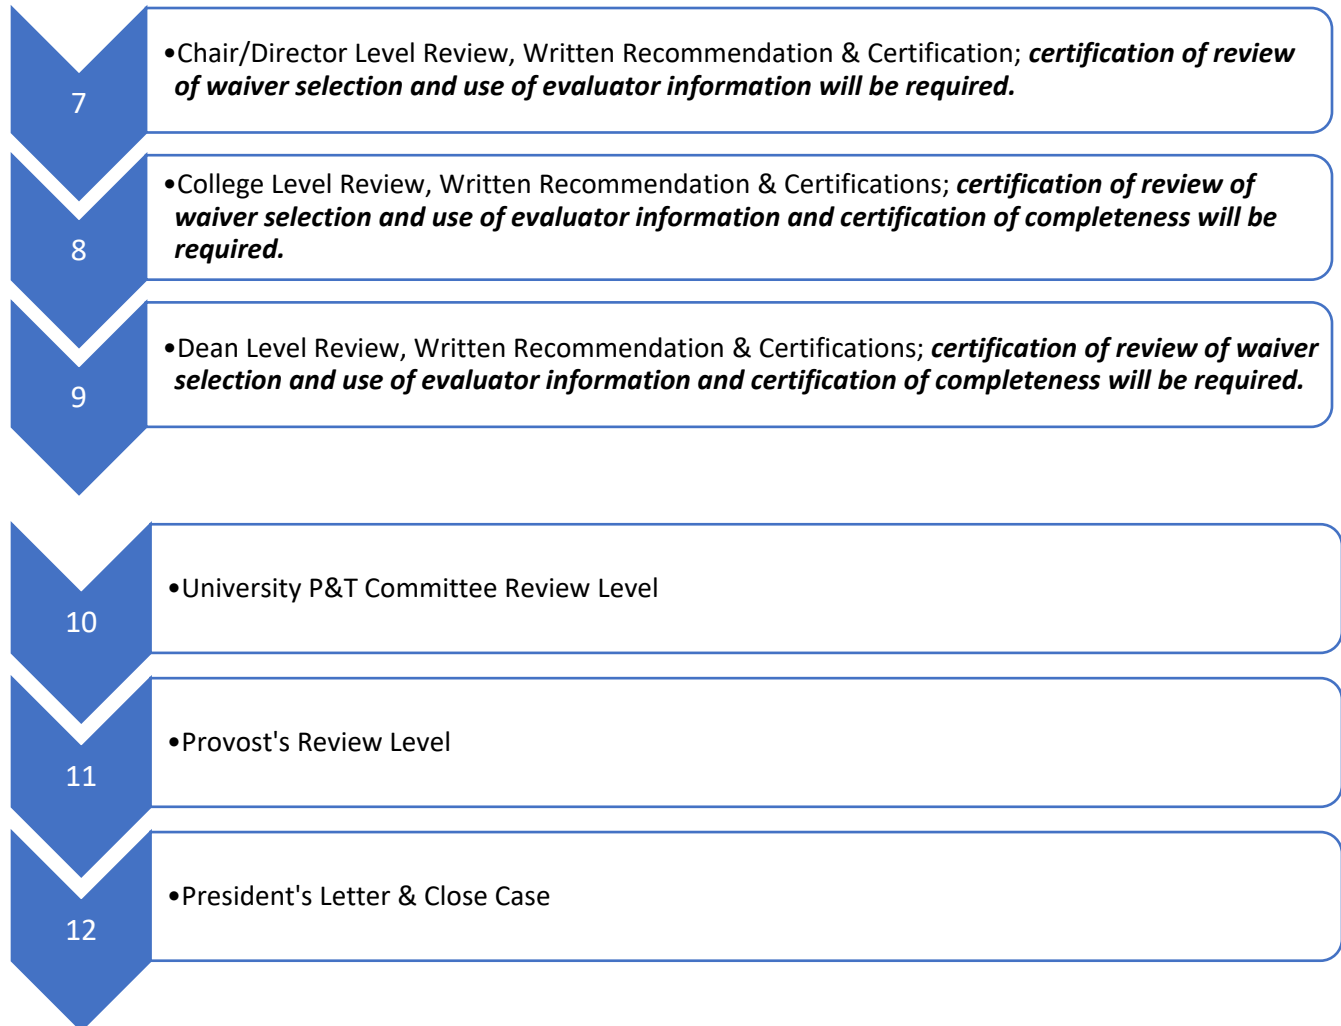 7
•Chair/Director Level Review, Written Recommendation & Certification; certification of review
of waiver selection and use of evaluator information will be required.
8
•College Level Review, Written Recommendation & Certifications; certification of review of
waiver selection and use of evaluator information and certification of completeness will be
required.
9
•Dean Level Review, Written Recommendation & Certifications; certification of review of waiver
selection and use of evaluator information and certification of completeness will be required.
10
•University P&T Committee Review Level
11
•Provost's Review Level
12
•President's Letter & Close Case